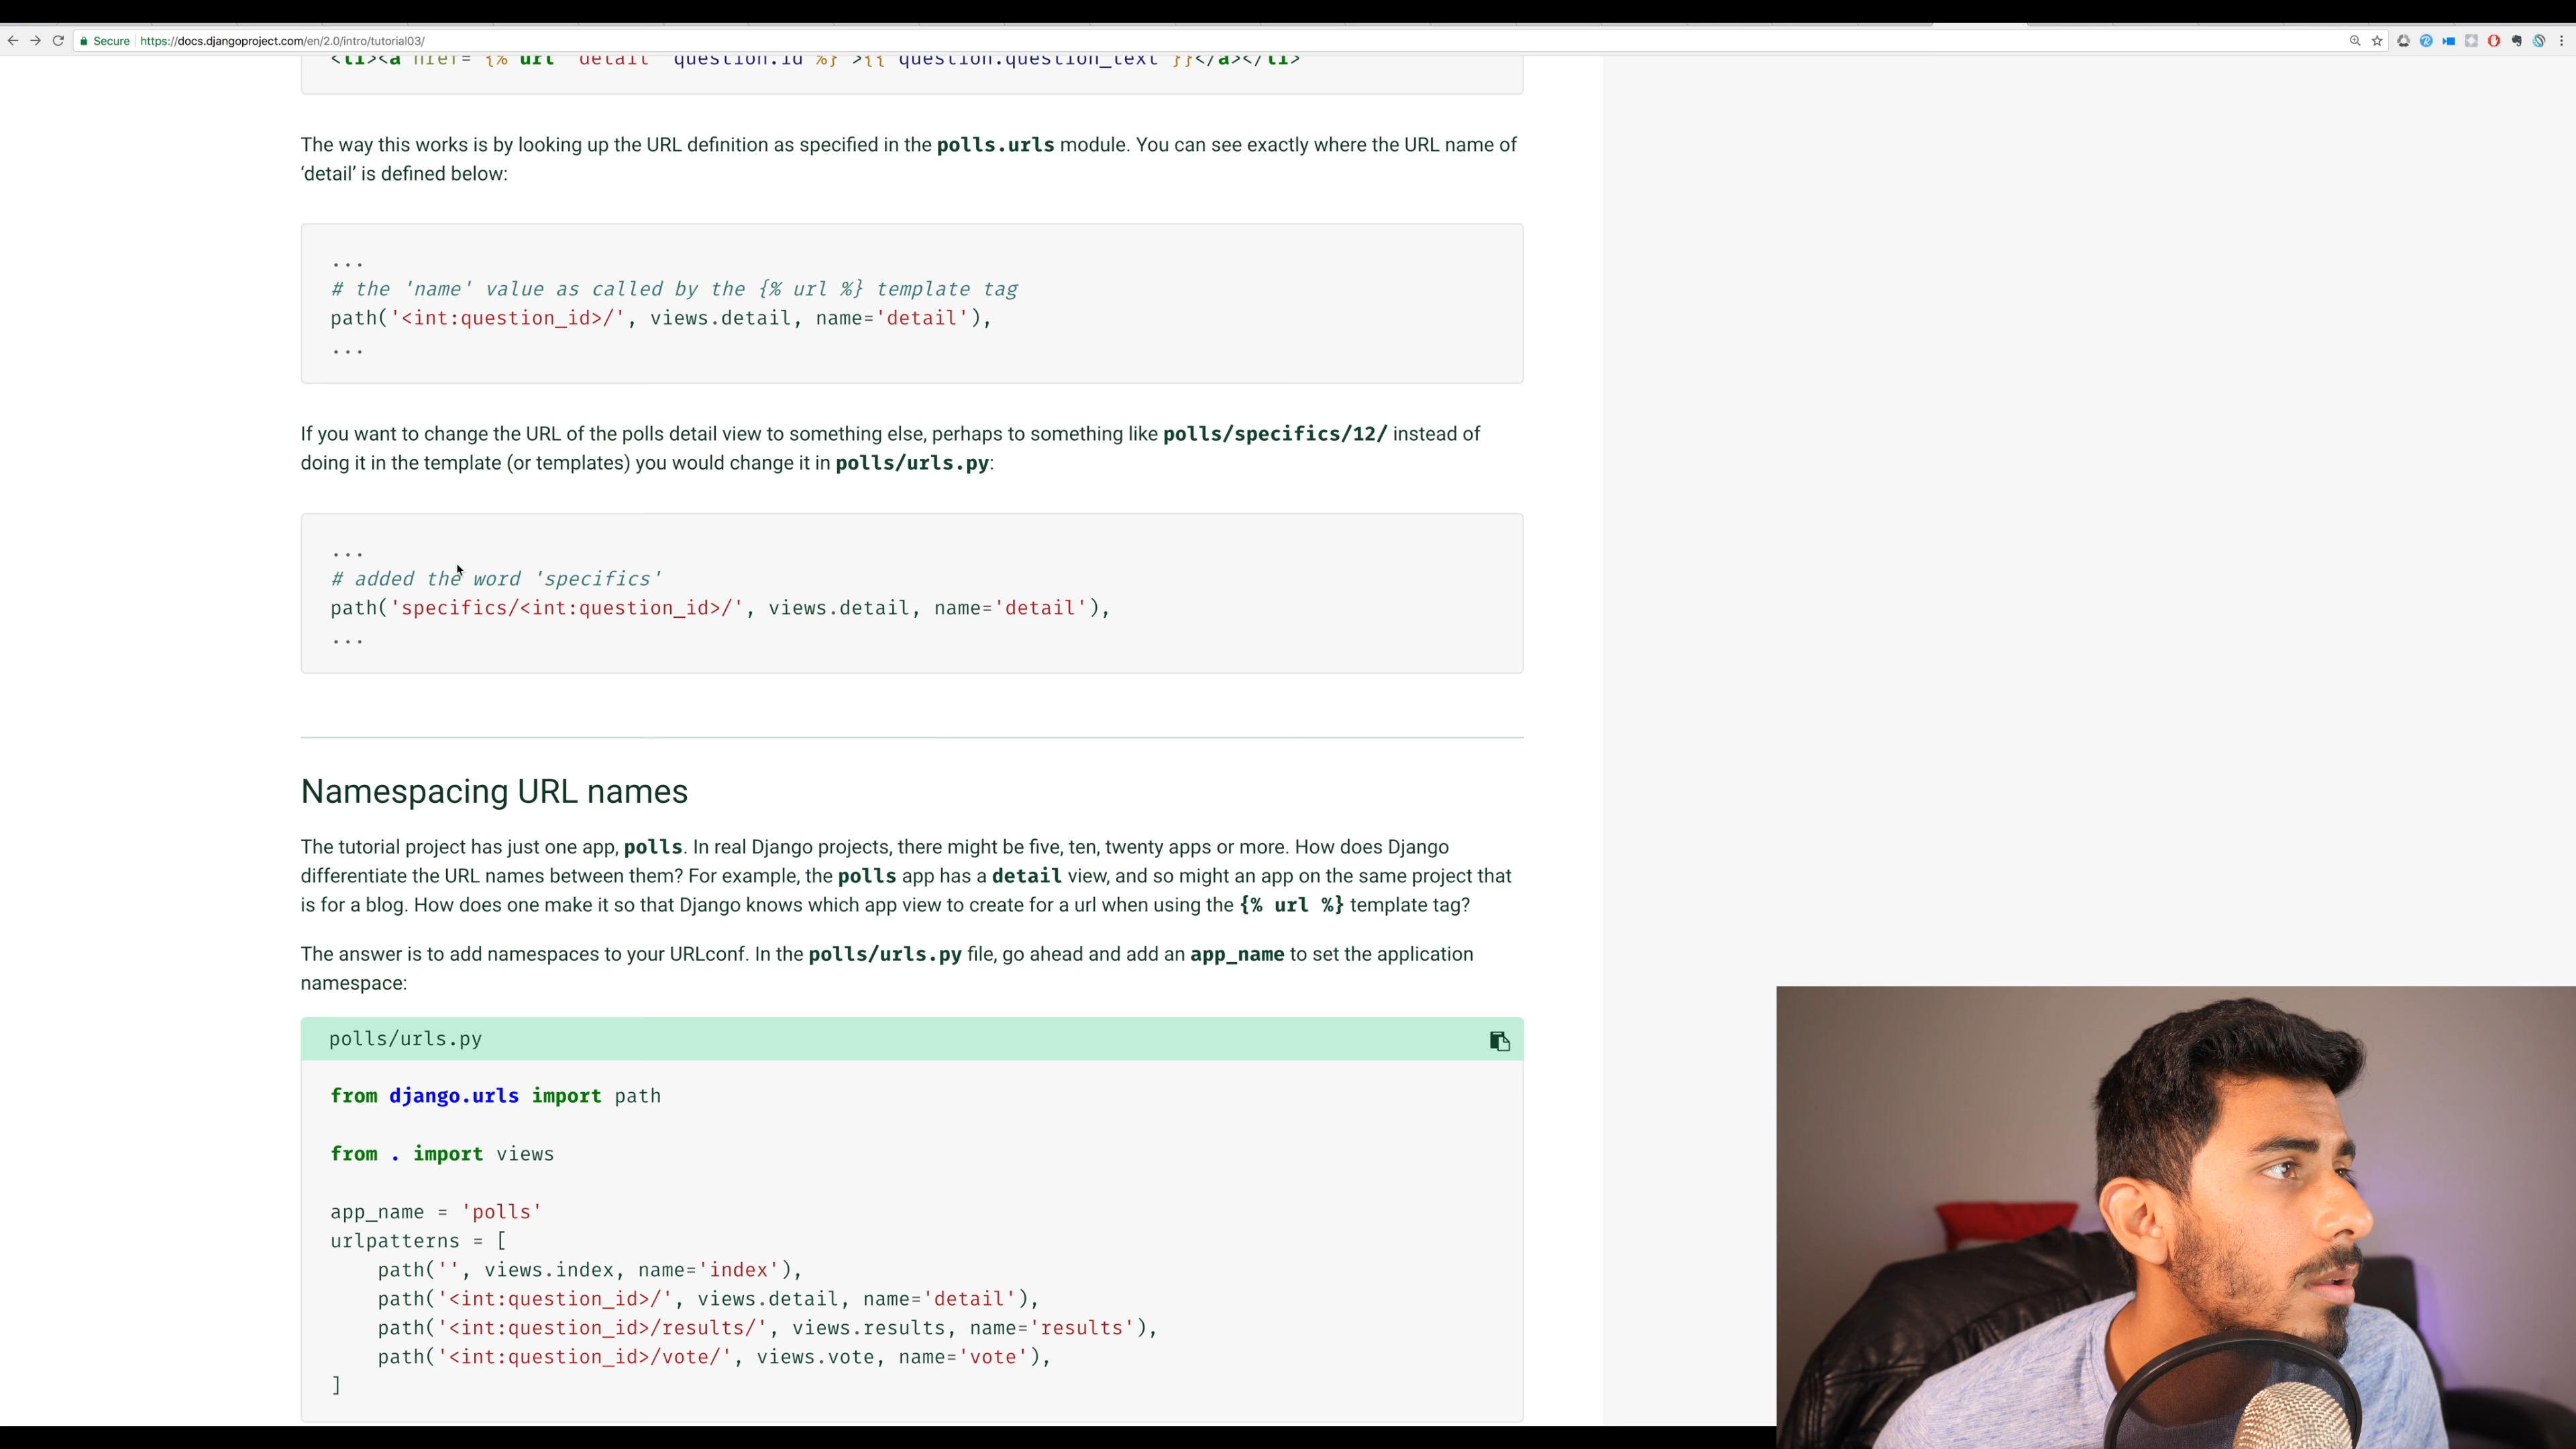 Secure https://docs.djangoproject.com/en/2.0/intro/tutorial03/
<li><a href= {% url detail question.id %} >{{ question.question_text }}</a></li>
The way this works is by looking up the URL definition as specified in the polls.urls module. You can see exactly where the URL name of
‘detail’ is defined below:
...
# the 'name' value as called by the {% url %} template tag
path('<int:question_id>/', views.detail, name='detail'),
...
If you want to change the URL of the polls detail view to something else, perhaps to something like polls/specifics/12/ instead of
doing it in the template (or templates) you would change it in polls/urls.py:
...
# added the word 'specifics'
path('specifics/<int:question_id>/', views.detail, name='detail'),
...
Namespacing URL names
The tutorial project has just one app, polls. In real Django projects, there might be five, ten, twenty apps or more. How does Django
differentiate the URL names between them? For example, the polls app has a detail view, and so might an app on the same project that
is for a blog. How does one make it so that Django knows which app view to create for a url when using the {% url %} template tag?
The answer is to add namespaces to your URLconf. In the polls/urls.py file, go ahead and add an app_name to set the application
namespace:
polls/urls.py
from django.urls import path
from . import views
app_name = 'polls'
urlpatterns = [
path('', views.index, name='index'),
path('<int:question_id>/', views.detail, name='detail'),
path('<int:question_id>/results/', views.results, name='results'),
path('<int:question_id>/vote/', views.vote, name='vote'),
]